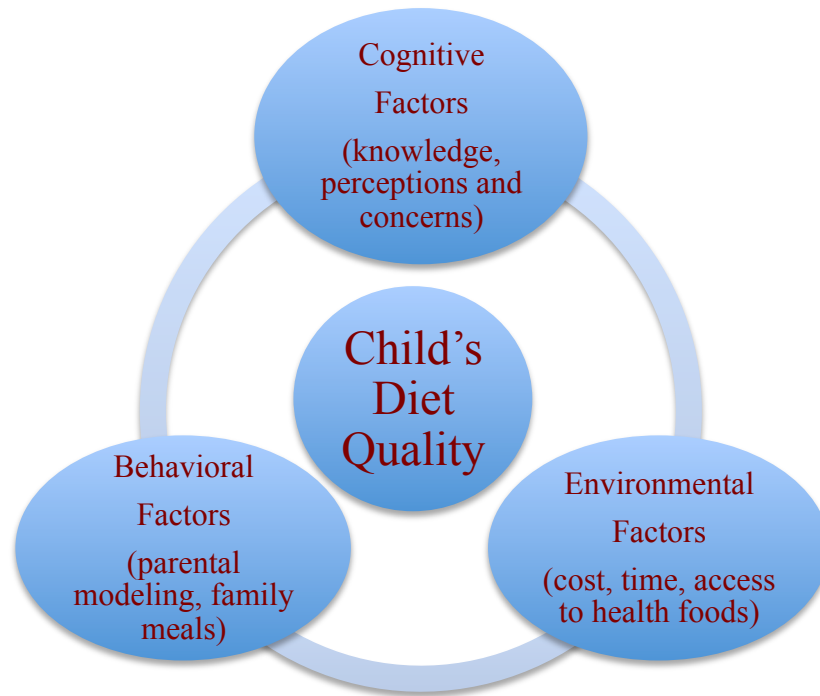 Cognitive
Factors
(knowledge,
perceptions and
concerns)
Child’s
Diet
Quality
Behavioral
Factors
(parental
modeling, family
meals)
Environmental
Factors
(cost, time, access
to health foods)